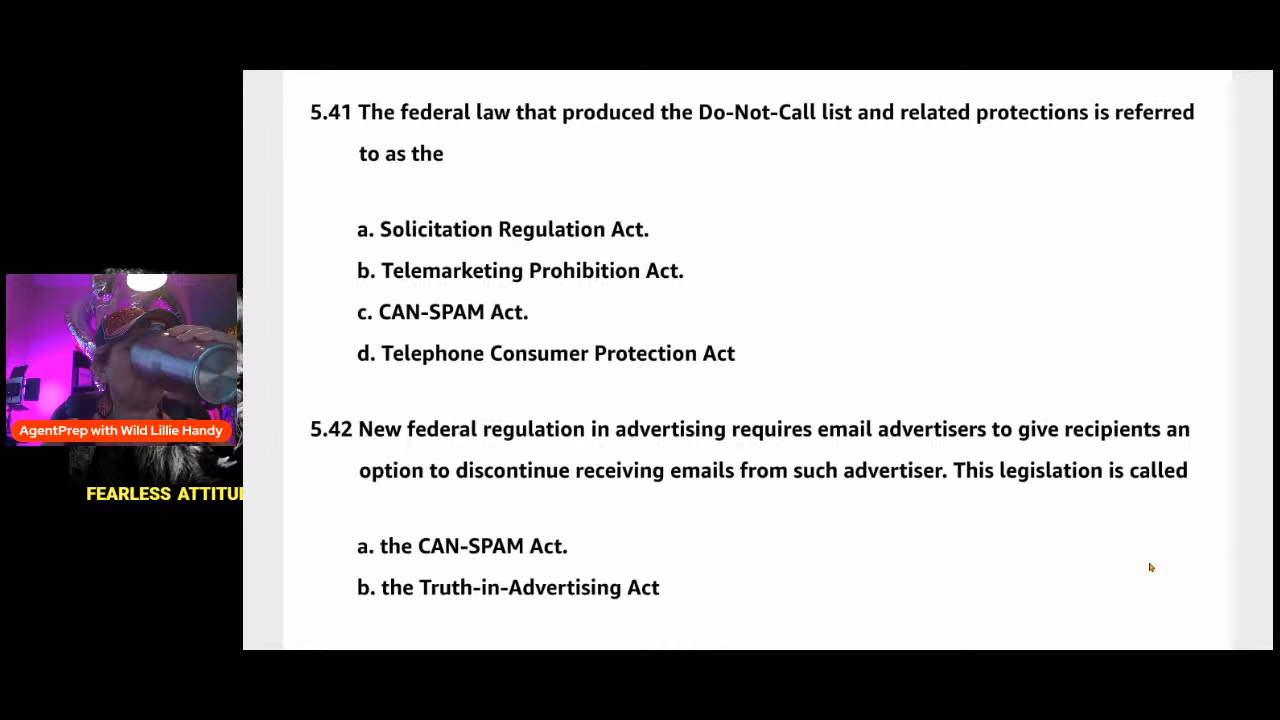 5.41 The federal law that produced the Do-Not-Call list and related protections is referred
to as the
a. Solicitation Regulation Act.
b. Telemarketing Prohibition Act.
c. CAN-SPAM Act.
d. Telephone Consumer Protection Act
5.42 New federal regulation in advertising requires email advertisers to give recipients an
option to discontinue receiving emails from such advertiser. This legislation is called
a. the CAN-SPAM Act.
b. the Truth-in-Advertising Act
AgentPrep with Wild Lillie Handy
FEARLESS